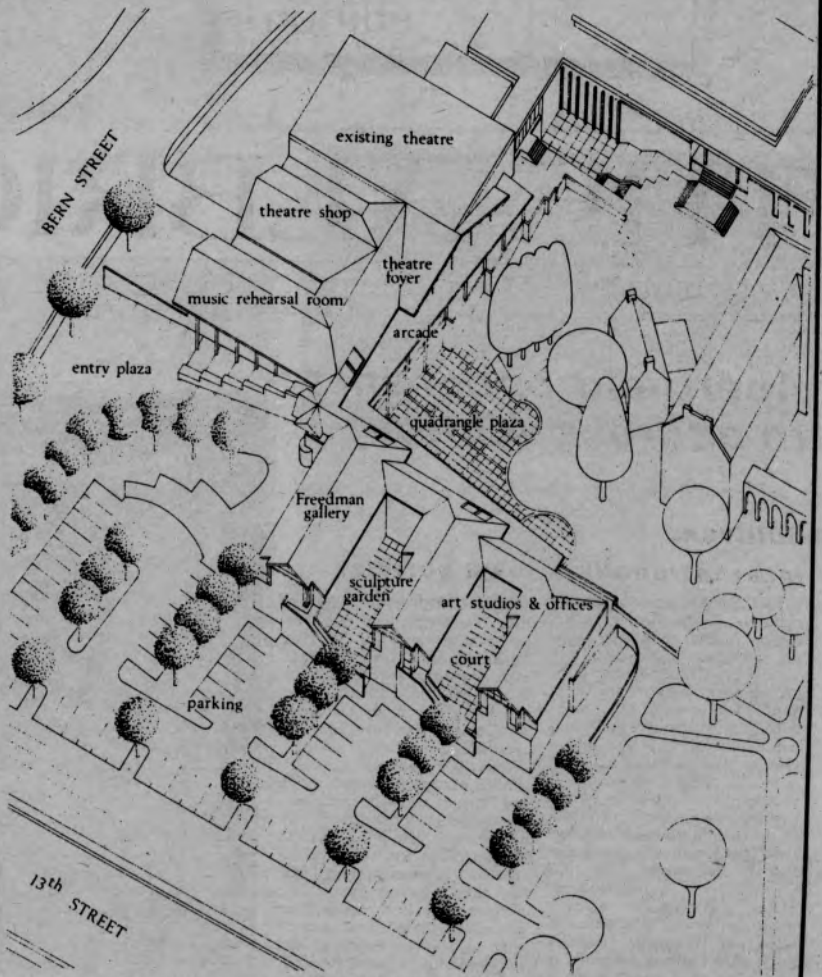 existing theatre
BERN STREET
theatre shop
theatre
foyer
music rehearsal room
arcade
entry plaza
quadrangle plaza
Freedman
gallery
sculpture
garden
art studios & offices
court
parking
13th STREET